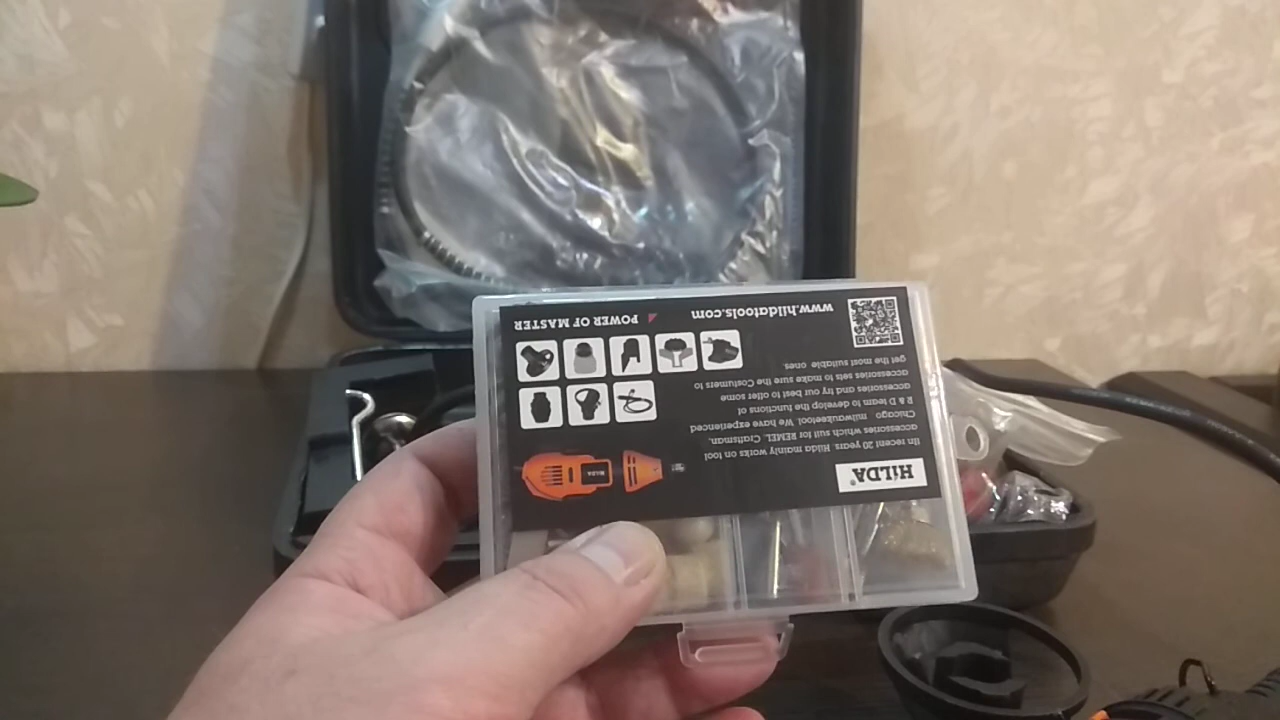 HiLDA®
IIn recent 20 years Hilda mainly works on tool
accessories which suit for REMEL, Craftsman,
Chicago milwaukeetool. We have experienced
R & D team to develop the functions of
accessories and try our best to offer some
accessories sets to make sure the Costumers to
get the most suitable ones.
HiLDA
www.hildatools.com
POWER OF MASTER